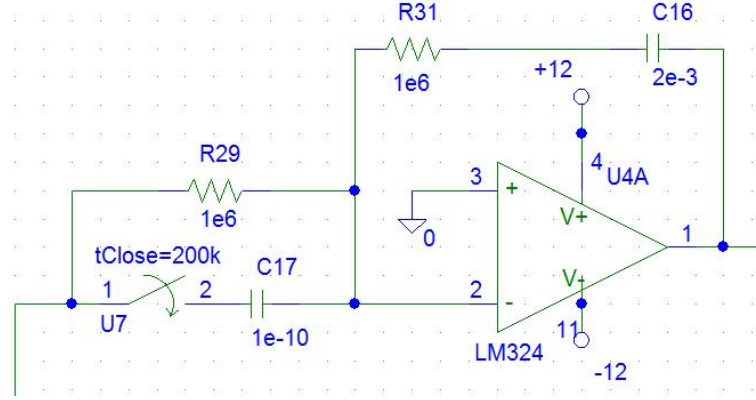 R31
C16
1e6
+12
2e-3
R29
3
+
4
U4A
1e6
0
V+
1
tClose=200k
C17
1
2
2
-
V-
U7
1e-10
11
LM324
-12